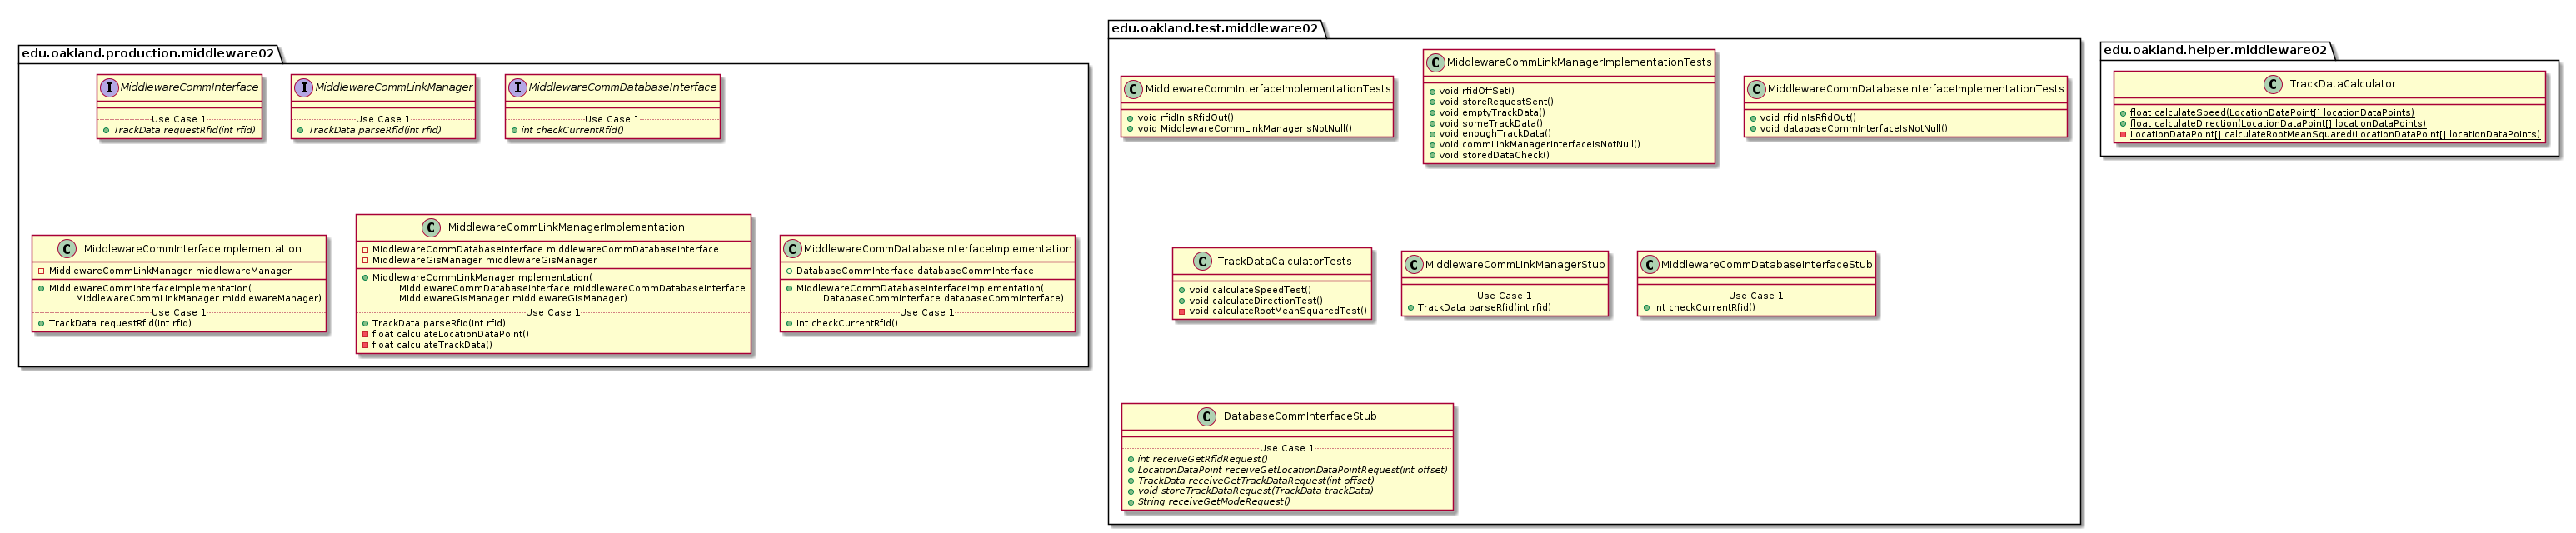 edu.oakland.production.middleware02
I MiddlewareCommInterface
Use Case 1
TrackData requestRfid(int rfid)
I MiddlewareCommLinkManager
Use Case 1
TrackData parseRfid(int rfid)
I MiddlewareCommDatabaseInterface
Use Case 1
int checkCurrentRfid()
C MiddlewareCommInterfaceImplementation
MiddlewareCommLinkManager middlewareManager
MiddlewareCommInterfaceImplementation(
MiddlewareCommLinkManager middlewareManager)
Use Case 1
TrackData requestRfid(int rfid)
C MiddlewareCommLinkManagerImplementation
MiddlewareCommDatabaseInterface middlewareCommDatabaseInterface
MiddlewareGisManager middlewareGisManager
MiddlewareCommLinkManagerImplementation(
MiddlewareCommDatabaseInterface middlewareCommDatabaseInterface
MiddlewareGisManager middlewareGisManager)
Use Case 1
TrackData parseRfid(int rfid)
float calculateLocationDataPoint()
float calculateTrackData()
C MiddlewareCommDatabaseInterfaceImplementation
DatabaseCommInterface databaseCommInterface
MiddlewareCommDatabaseInterfaceImplementation(
DatabaseCommInterface databaseCommInterface)
Use Case 1
int checkCurrentRfid()
edu.oakland.test.middleware02
C MiddlewareCommInterfaceImplementationTests
void rfidInIsRfidOut()
void MiddlewareCommLinkManagerIsNotNull()
C MiddlewareCommLinkManagerImplementationTests
void rfidOffSet()
void storeRequestSent()
void emptyTrackData()
void someTrackData()
void enoughTrackData()
void commLinkManagerInterfaceIsNotNull()
void storedDataCheck()
C MiddlewareCommDatabaseInterfaceImplementationTests
void rfidInIsRfidOut()
void databaseCommInterfaceIsNotNull()
C TrackDataCalculatorTests
void calculateSpeedTest()
void calculateDirectionTest()
void calculateRootMeanSquaredTest()
C MiddlewareCommLinkManagerStub
Use Case 1
TrackData parseRfid(int rfid)
C MiddlewareCommDatabaseInterfaceStub
Use Case 1
int checkCurrentRfid()
C DatabaseCommInterfaceStub
Use Case 1
int receiveGetRfidRequest()
LocationDataPoint receiveGetLocationDataPointRequest(int offset)
TrackData receiveGetTrackDataRequest(int offset)
void storeTrackDataRequest(TrackData trackData)
String receiveGetModeRequest()
edu.oakland.helper.middleware02
C TrackDataCalculator
float calculateSpeed(LocationDataPoint[] locationDataPoints)
float calculateDirection(LocationDataPoint[] locationDataPoints)
LocationDataPoint[] calculateRootMeanSquared(LocationDataPoint[] locationDataPoints)